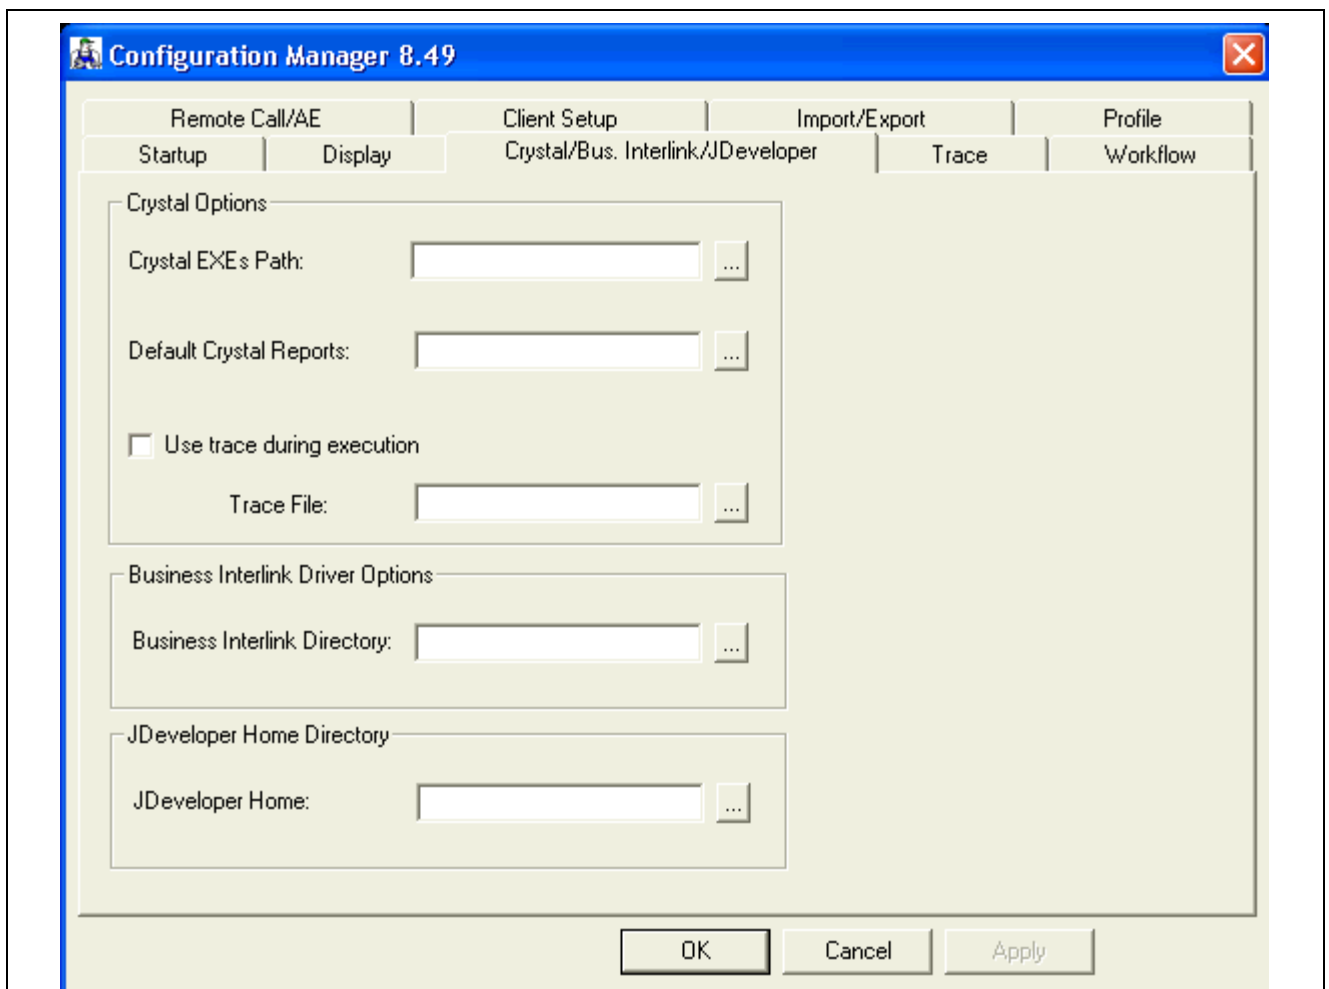 Configuration Manager 8.49
Remote Call/AE Client Setup Import/Export Profile
Startup Display Crystal/Bus. Interlink/JDeveloper Trace Workflow
Crystal Options
Crystal EXEs Path: ...
Default Crystal Reports: ...
Use trace during execution
Trace File: ...
Business Interlink Driver Options
Business Interlink Directory: ...
JDeveloper Home Directory
JDeveloper Home: ...
OK Cancel Apply